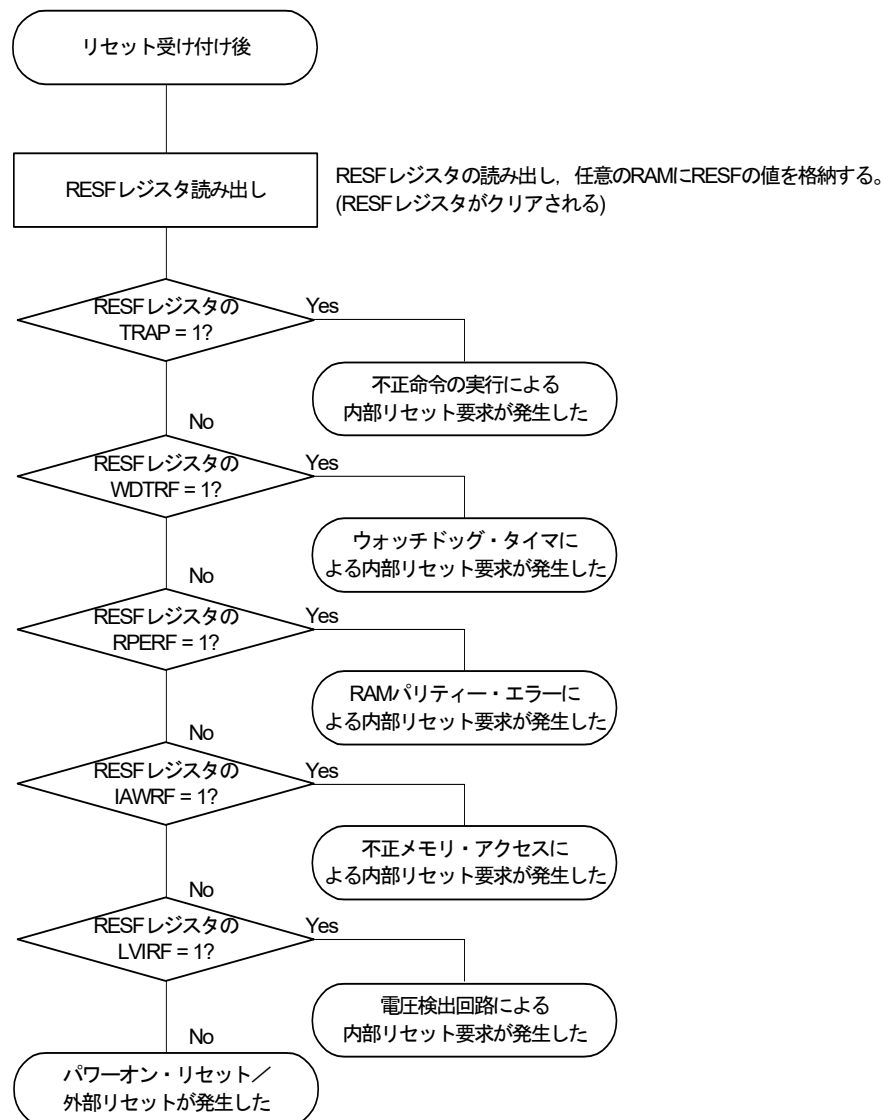 リセット受け付け後
RESFレジスタ読み出し
RESFレジスタの読み出し，任意のRAMにRESFの値を格納する。
(RESFレジスタがクリアされる)
RESFレジスタの
TRAP = 1?
Yes
不正命令の実行による
内部リセット要求が発生した
No
RESFレジスタの
WDTRF = 1?
Yes
ウォッチドッグ・タイマに
よる内部リセット要求が発生した
No
RESFレジスタの
RPERF = 1?
Yes
RAMパリティー・エラーに
よる内部リセット要求が発生した
No
RESFレジスタの
IAWRF = 1?
Yes
不正メモリ・アクセスに
よる内部リセット要求が発生した
No
RESFレジスタの
LVIRF = 1?
Yes
電圧検出回路による
内部リセット要求が発生した
No
パワーオン・リセット／
外部リセットが発生した